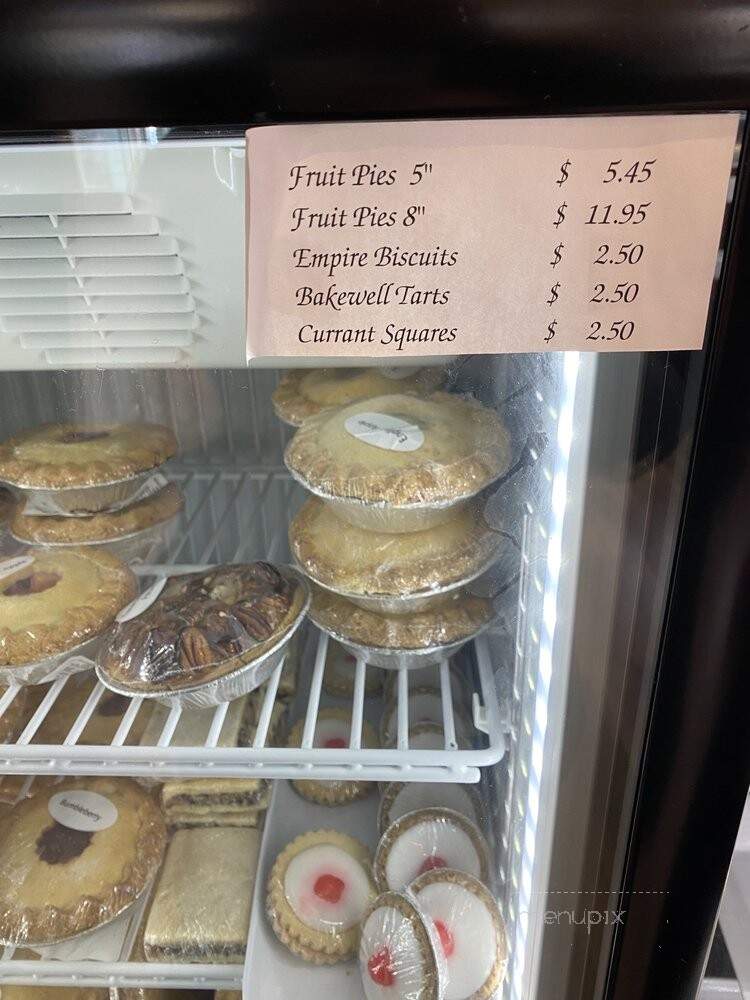 Fruit Pies 5" $ 5.45
Fruit Pies 8" $ 11.95
Empire Biscuits $ 2.50
Bakewell Tarts $ 2.50
Currant Squares $ 2.50
Bumbleberry
menupix